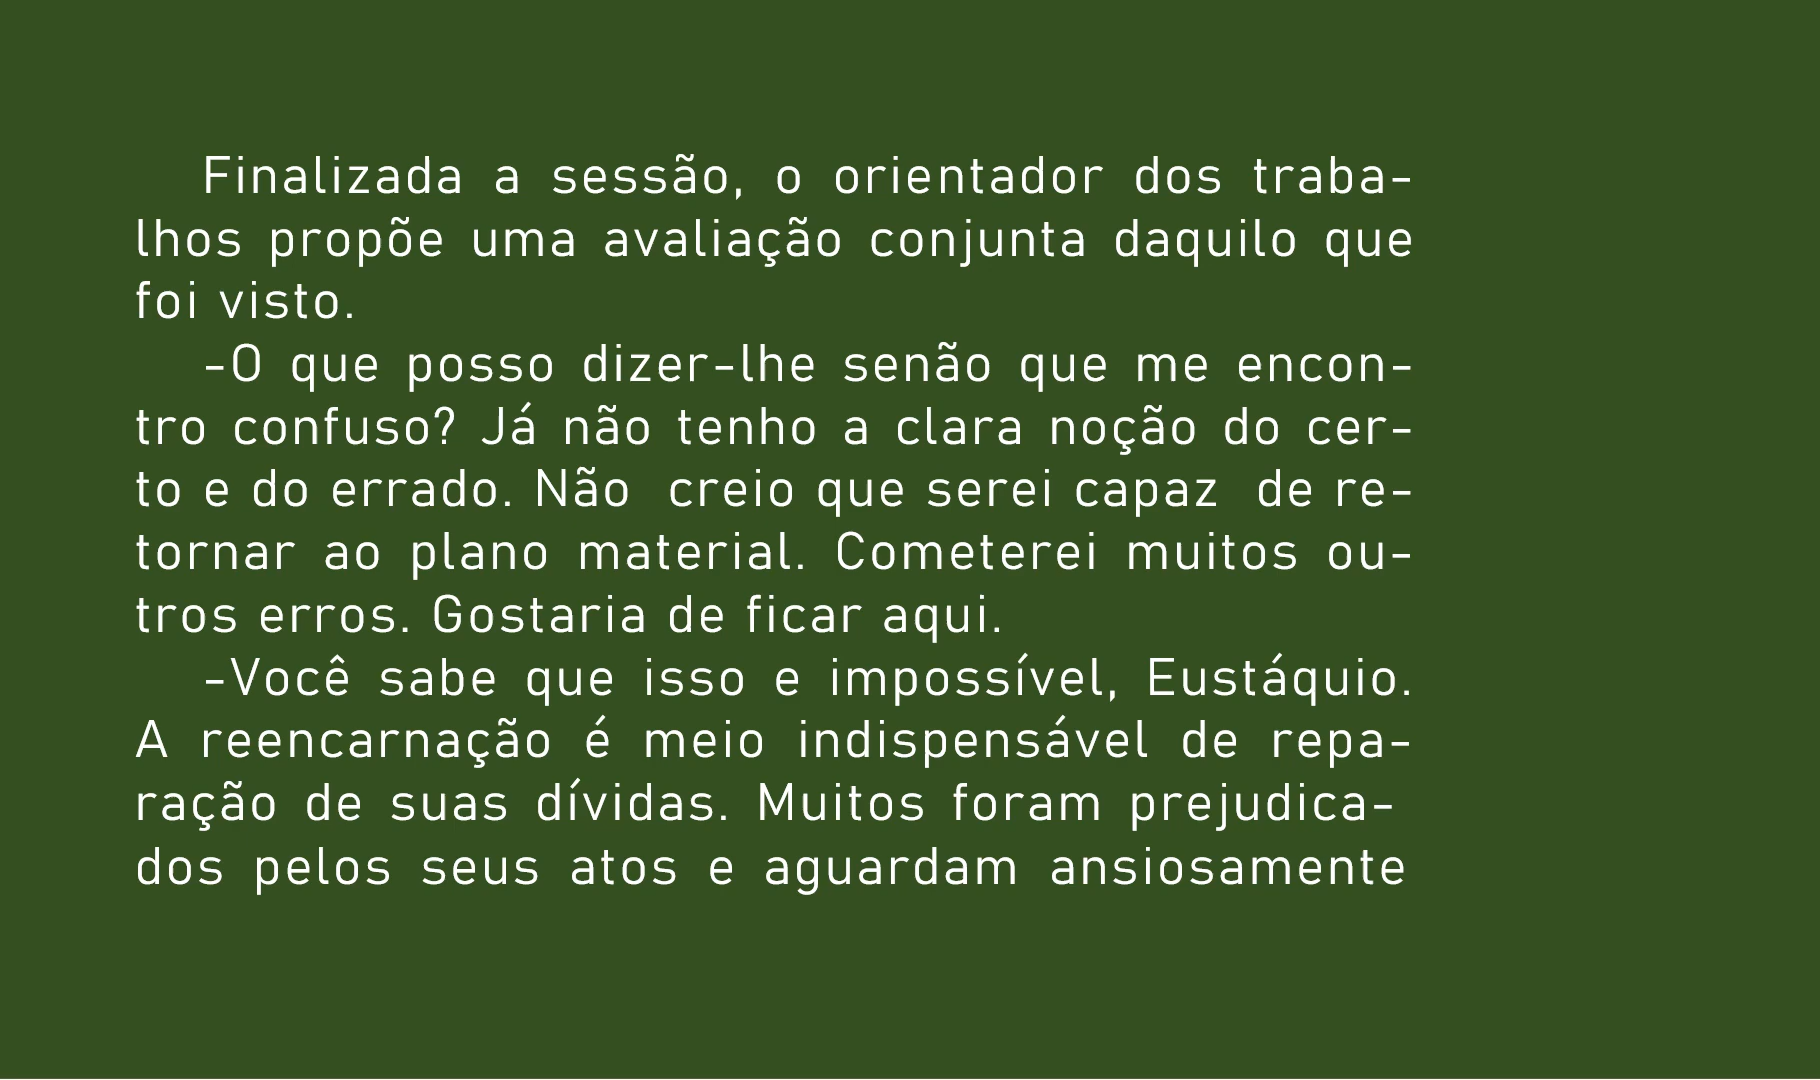 Finalizada a sessão, o orientador dos traba-
lhos propõe uma avaliação conjunta daquilo que
foi visto.
-O que posso dizer-lhe senão que me encon-
tro confuso? Já não tenho a clara noção do cer-
to e do errado. Não creio que serei capaz de re-
tornar ao plano material. Cometerei muitos ou-
tros erros. Gostaria de ficar aqui.
-Você sabe que isso e impossível, Eustáquio.
A reencarnação é meio indispensável de repa-
ração de suas dívidas. Muitos foram prejudica-
dos pelos seus atos e aguardam ansiosamente